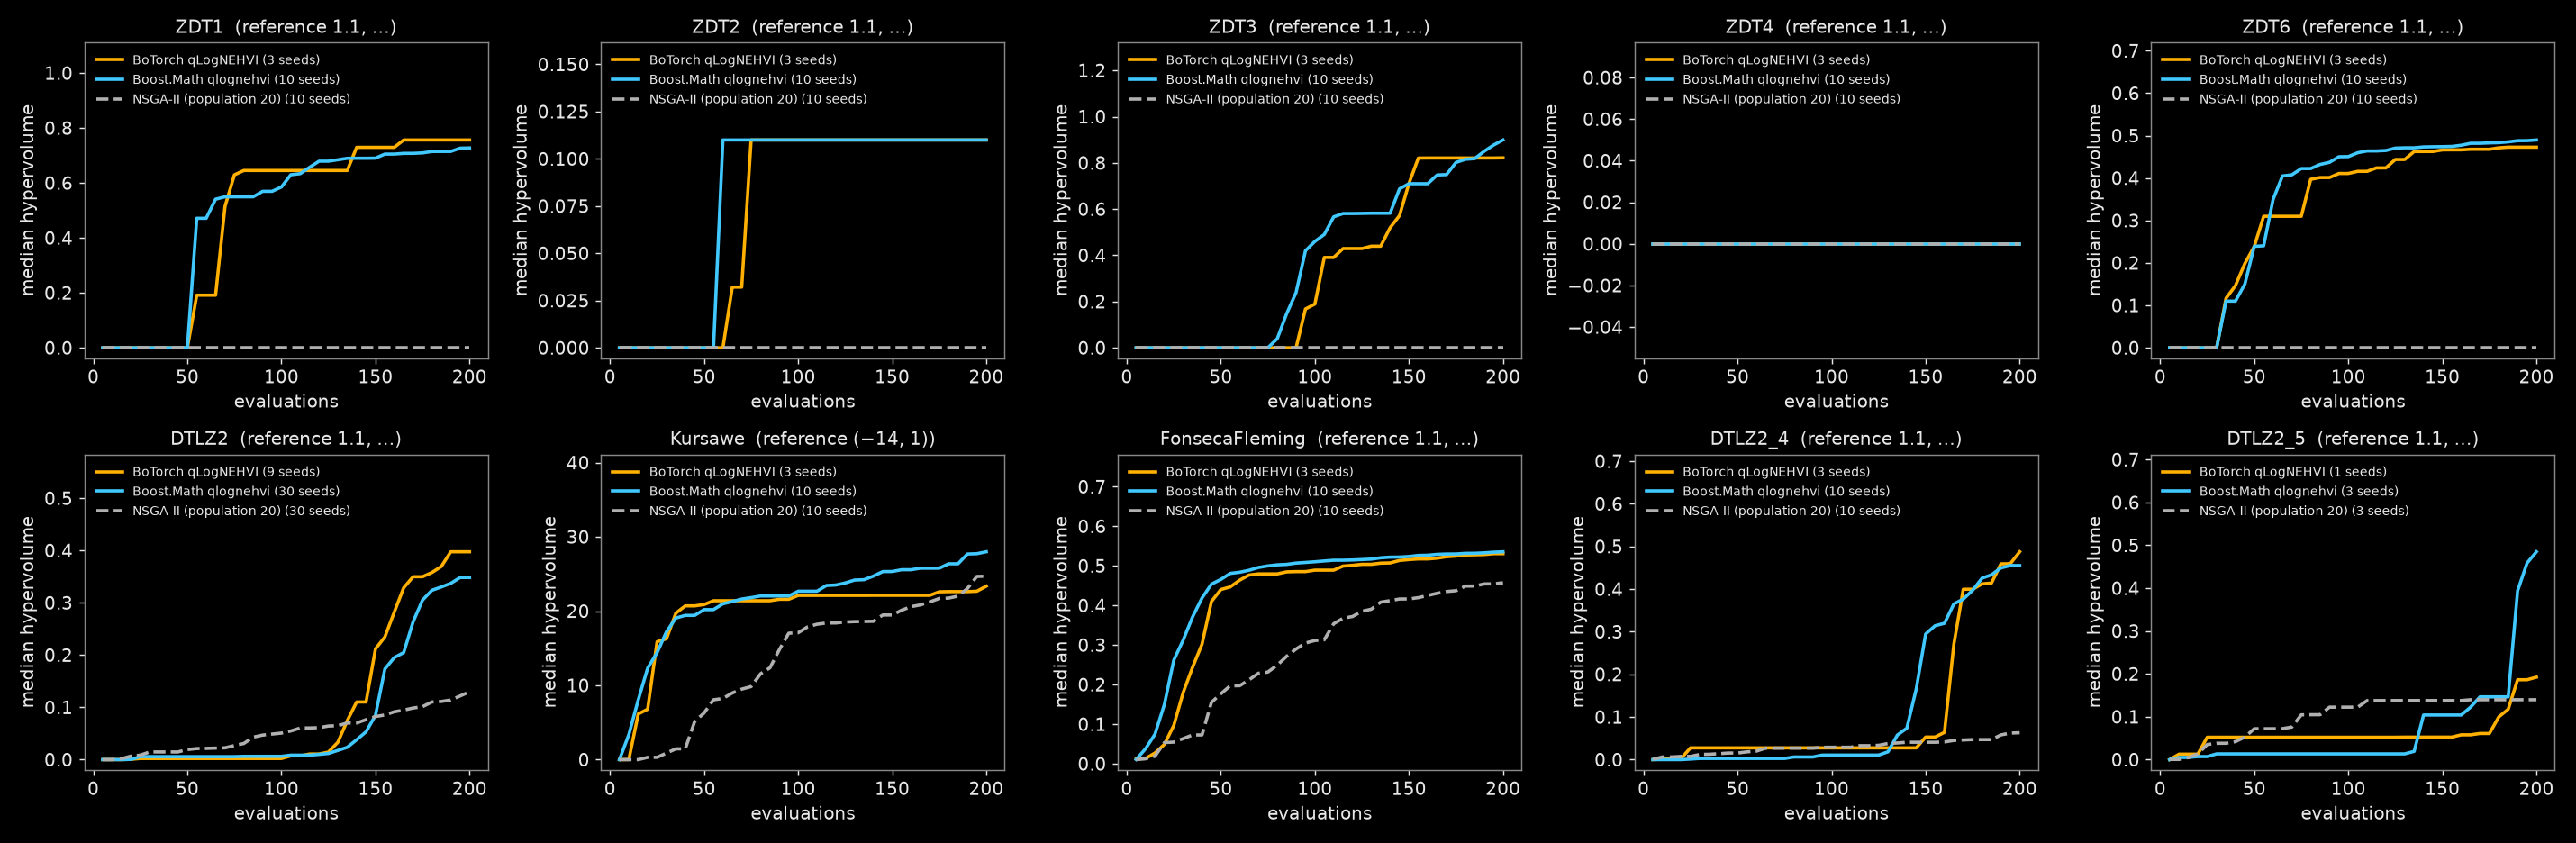 ZDT1 (reference 1.1, ...)
median hypervolume
1.0
0.8
0.6
0.4
0.2
0.0
BoTorch qLogNEHVI (3 seeds)
Boost.Math qlognehvi (10 seeds)
NSGA-II (population 20) (10 seeds)
0 50 100 150 200
evaluations
ZDT2 (reference 1.1, ...)
median hypervolume
0.150
0.125
0.100
0.075
0.050
0.025
0.000
BoTorch qLogNEHVI (3 seeds)
Boost.Math qlognehvi (10 seeds)
NSGA-II (population 20) (10 seeds)
0 50 100 150 200
evaluations
ZDT3 (reference 1.1, ...)
median hypervolume
1.2
1.0
0.8
0.6
0.4
0.2
0.0
BoTorch qLogNEHVI (3 seeds)
Boost.Math qlognehvi (10 seeds)
NSGA-II (population 20) (10 seeds)
0 50 100 150 200
evaluations
ZDT4 (reference 1.1, ...)
median hypervolume
0.08
0.06
0.04
0.02
0.00
−0.02
−0.04
BoTorch qLogNEHVI (3 seeds)
Boost.Math qlognehvi (10 seeds)
NSGA-II (population 20) (10 seeds)
0 50 100 150 200
evaluations
ZDT6 (reference 1.1, ...)
median hypervolume
0.7
0.6
0.5
0.4
0.3
0.2
0.1
0.0
BoTorch qLogNEHVI (3 seeds)
Boost.Math qlognehvi (10 seeds)
NSGA-II (population 20) (10 seeds)
0 50 100 150 200
evaluations
DTLZ2 (reference 1.1, ...)
median hypervolume
0.5
0.4
0.3
0.2
0.1
0.0
BoTorch qLogNEHVI (9 seeds)
Boost.Math qlognehvi (30 seeds)
NSGA-II (population 20) (30 seeds)
0 50 100 150 200
evaluations
Kursawe (reference (−14, 1))
median hypervolume
40
30
20
10
0
BoTorch qLogNEHVI (3 seeds)
Boost.Math qlognehvi (10 seeds)
NSGA-II (population 20) (10 seeds)
0 50 100 150 200
evaluations
FonsecaFleming (reference 1.1, ...)
median hypervolume
0.7
0.6
0.5
0.4
0.3
0.2
0.1
0.0
BoTorch qLogNEHVI (3 seeds)
Boost.Math qlognehvi (10 seeds)
NSGA-II (population 20) (10 seeds)
0 50 100 150 200
evaluations
DTLZ2_4 (reference 1.1, ...)
median hypervolume
0.7
0.6
0.5
0.4
0.3
0.2
0.1
0.0
BoTorch qLogNEHVI (3 seeds)
Boost.Math qlognehvi (10 seeds)
NSGA-II (population 20) (10 seeds)
0 50 100 150 200
evaluations
DTLZ2_5 (reference 1.1, ...)
median hypervolume
0.7
0.6
0.5
0.4
0.3
0.2
0.1
0.0
BoTorch qLogNEHVI (1 seeds)
Boost.Math qlognehvi (3 seeds)
NSGA-II (population 20) (3 seeds)
0 50 100 150 200
evaluations